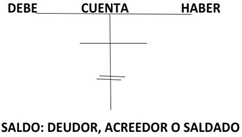 DEBE CUENTA HABER
SALDO: DEUDOR, ACREEDOR O SALDADO